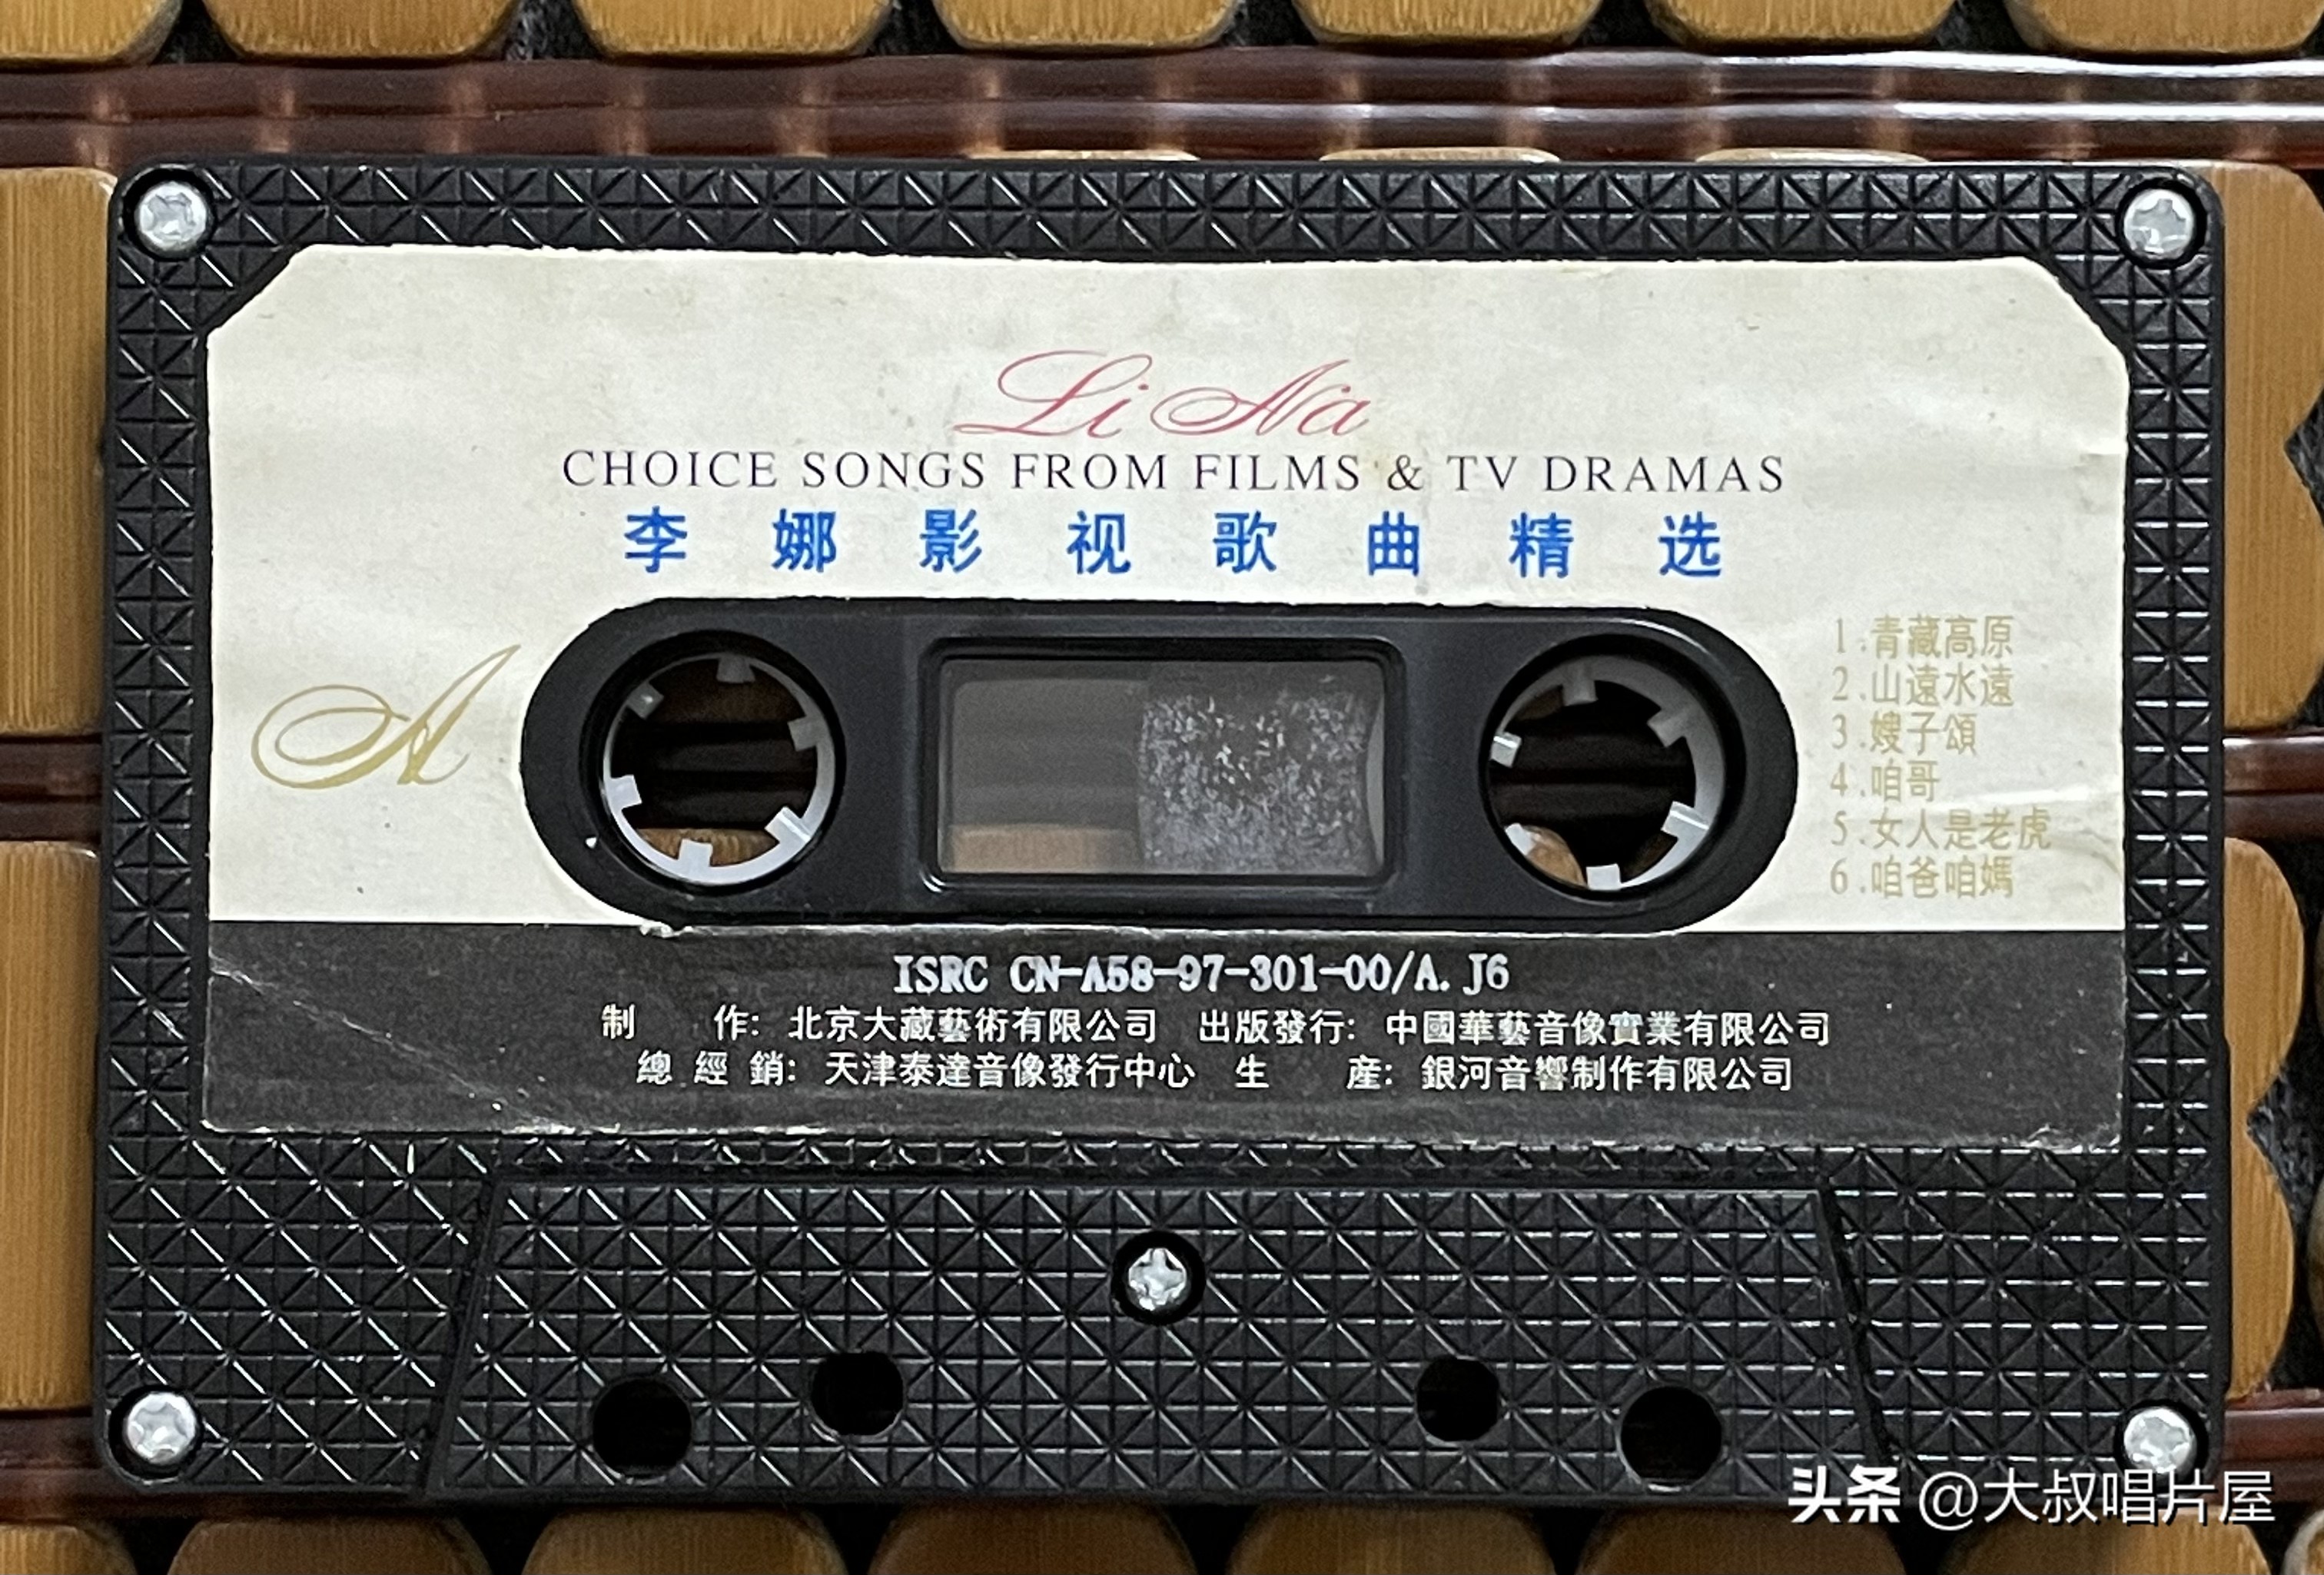 Li Na
CHOICE SONGS FROM FILMS & TV DRAMAS
李娜影视歌曲精选
A
1.青藏高原
2.山遠水遠
3.嫂子頌
4.咱哥
5.女人是老虎
6.咱爸咱媽
ISRC CN-A58-97-301-00/A.J6
制　作: 北京大藏藝術有限公司 出版發行: 中國華藝音像實業有限公司
總經銷: 天津泰達音像發行中心 生　産: 銀河音響制作有限公司
头条 @大叔唱片屋